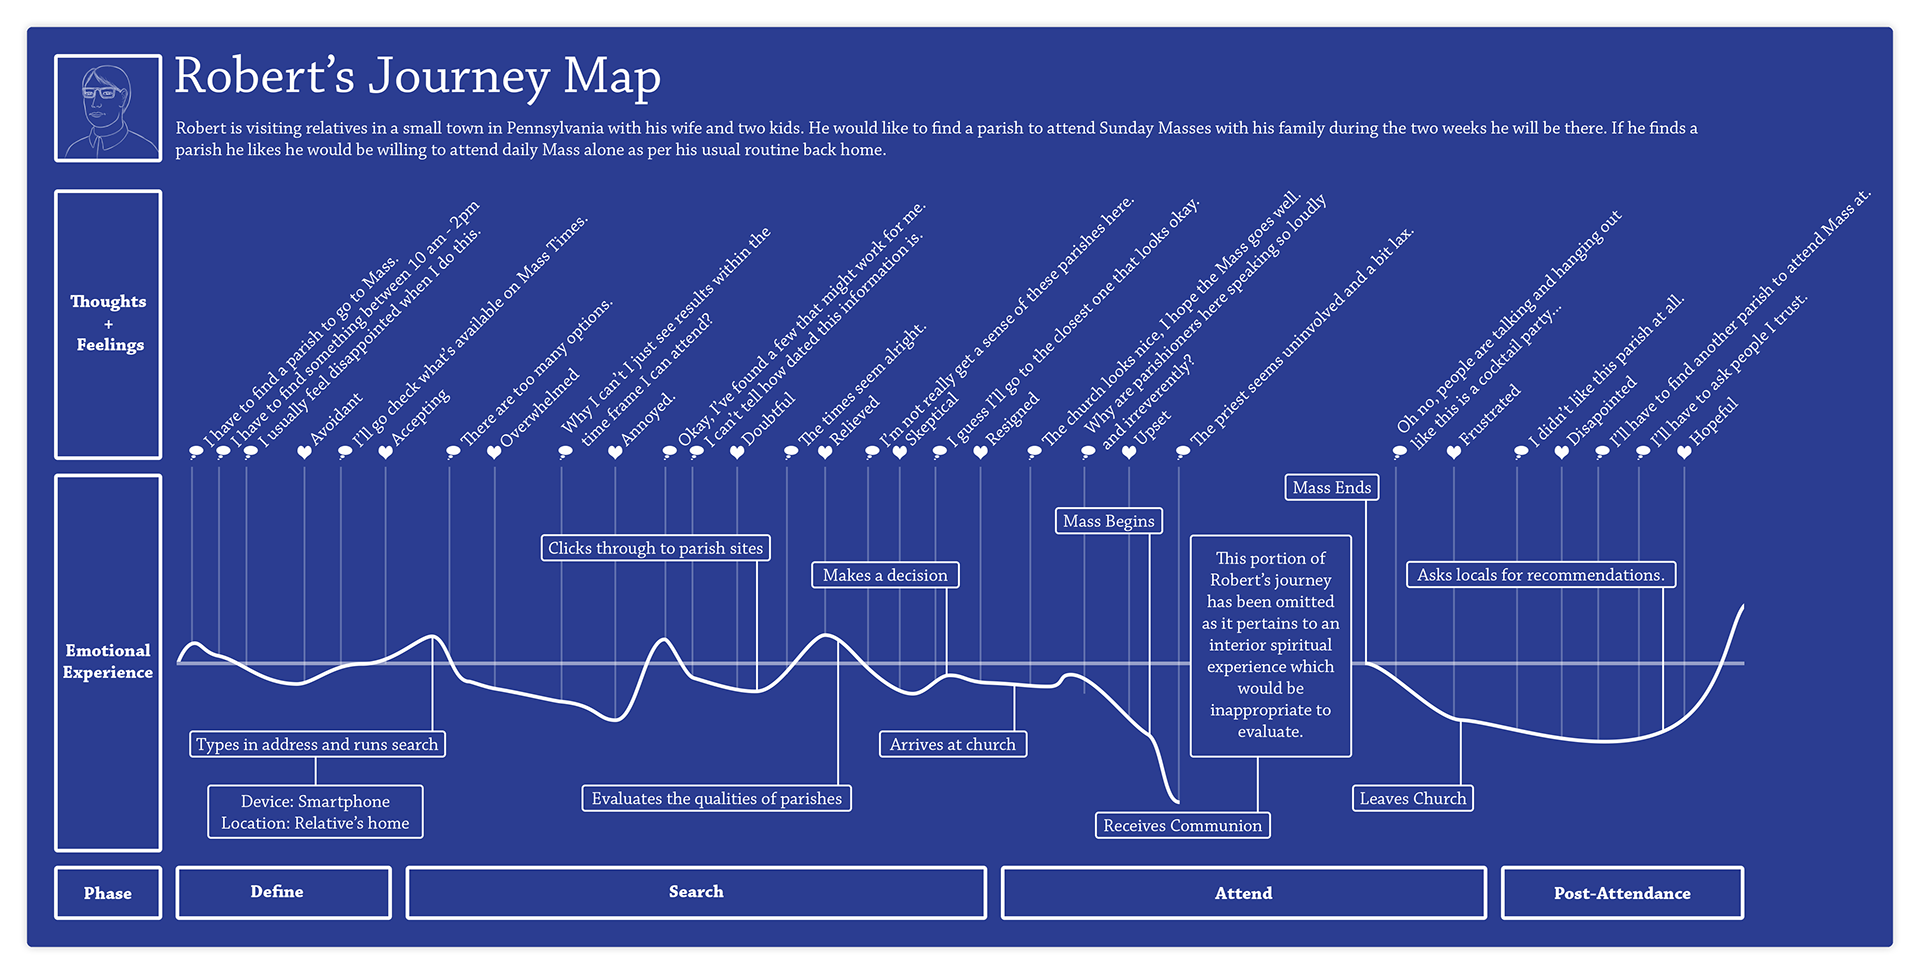 Robert's Journey Map
Robert is visiting relatives in a small town in Pennsylvania with his wife and two kids. He would like to find a parish to attend Sunday Masses with his family during the two weeks he will be there. If he finds a
parish he likes he would be willing to attend daily Mass alone as per his usual routine back home.
Thoughts
+
Feelings
I have to find a parish to go to Mass.
I have to find something between 10 am - 2pm
I usually feel disappointed when I do this.
Avoidant
I'll go check what's available on Mass Times.
Accepting
There are too many options.
Overwhelmed
Why I can't I just see results within the
time frame I can attend?
Annoyed.
Okay, I've found a few that might work for me.
I can't tell how dated this information is.
Doubtful
The times seem alright.
Relieved
I'm not really get a sense of these parishes here.
Skeptical
I guess I'll go to the closest one that looks okay.
Resigned
The church looks nice, I hope the Mass goes well.
Why are parishioners here speaking so loudly
and irreverently?
Upset
The priest seems uninvolved and a bit lax.
Oh no, people are talking and hanging out
like this is a cocktail party...
Frustrated
I didn't like this parish at all.
Disapointed
I'll have to find another parish to attend Mass at.
I'll have to ask people I trust.
Hopeful
Emotional
Experience
Mass Ends
Mass Begins
Clicks through to parish sites
Makes a decision
This portion of
Robert's journey
has been omitted
as it pertains to an
interior spiritual
experience which
would be
inappropriate to
evaluate.
Asks locals for recommendations.
Types in address and runs search
Arrives at church
Device: Smartphone
Location: Relative's home
Evaluates the qualities of parishes
Leaves Church
Receives Communion
Phase
Define
Search
Attend
Post-Attendance